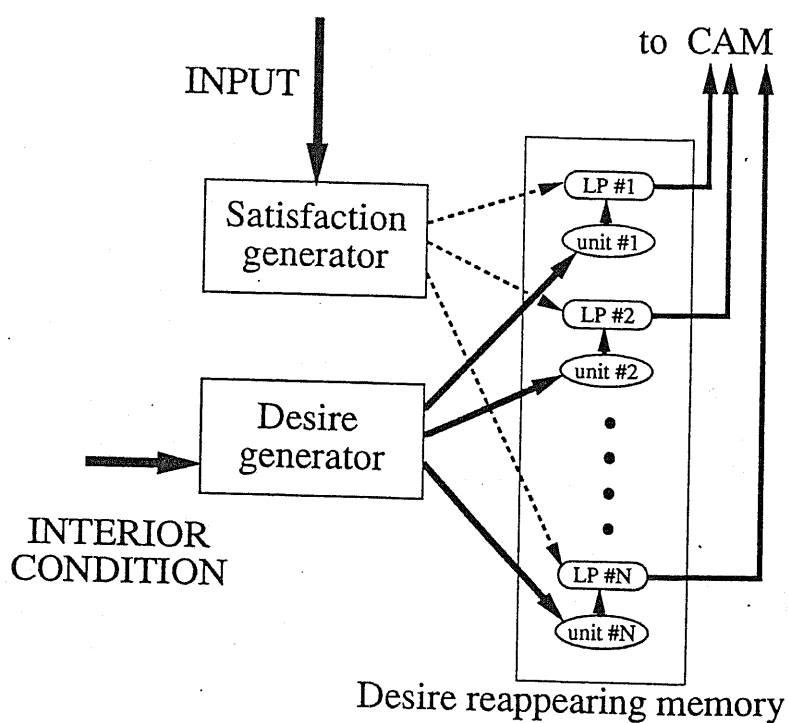 to CAM
INPUT
Satisfaction
generator
LP #1
unit #1
LP #2
unit #2
Desire
generator
INTERIOR
CONDITION
LP #N
unit #N
Desire reappearing memory